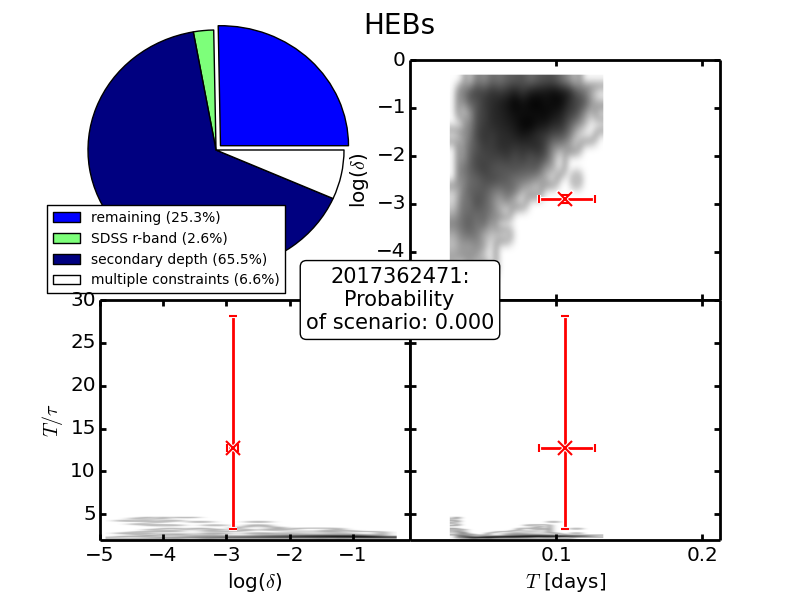 HEBs
remaining (25.3%)
SDSS r-band (2.6%)
secondary depth (65.5%)
multiple constraints (6.6%)
0
−1
−2
−3
−4
log(δ)
2017362471:
Probability
of scenario: 0.000
30
25
20
15
10
5
T/τ
−5 −4 −3 −2 −1
log(δ)
0.1 0.2
T [days]